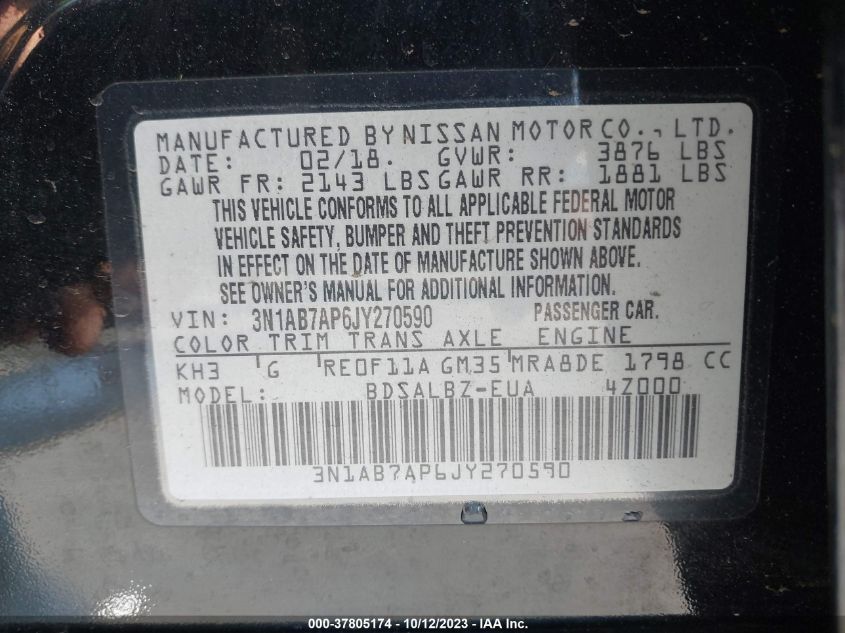 MANUFACTURED BY NISSAN MOTOR CO., LTD.
DATE: 02/18. GVWR: 3876 LBS
GAWR FR: 2143 LBS GAWR RR: 1881 LBS
THIS VEHICLE CONFORMS TO ALL APPLICABLE FEDERAL MOTOR
VEHICLE SAFETY, BUMPER AND THEFT PREVENTION STANDARDS
IN EFFECT ON THE DATE OF MANUFACTURE SHOWN ABOVE.
SEE OWNER'S MANUAL FOR ADDITIONAL INFORMATION.
VIN: 3N1AB7AP6JY270590 PASSENGER CAR.
COLOR TRIM TRANS AXLE ENGINE
KH3 G RE0F11A GM35 MRA8DE 1798 CC
MODEL: BDSALBZ-EUA 4Z000
3N1AB7AP6JY270590
000-37805174 - 10/12/2023 - IAA Inc.